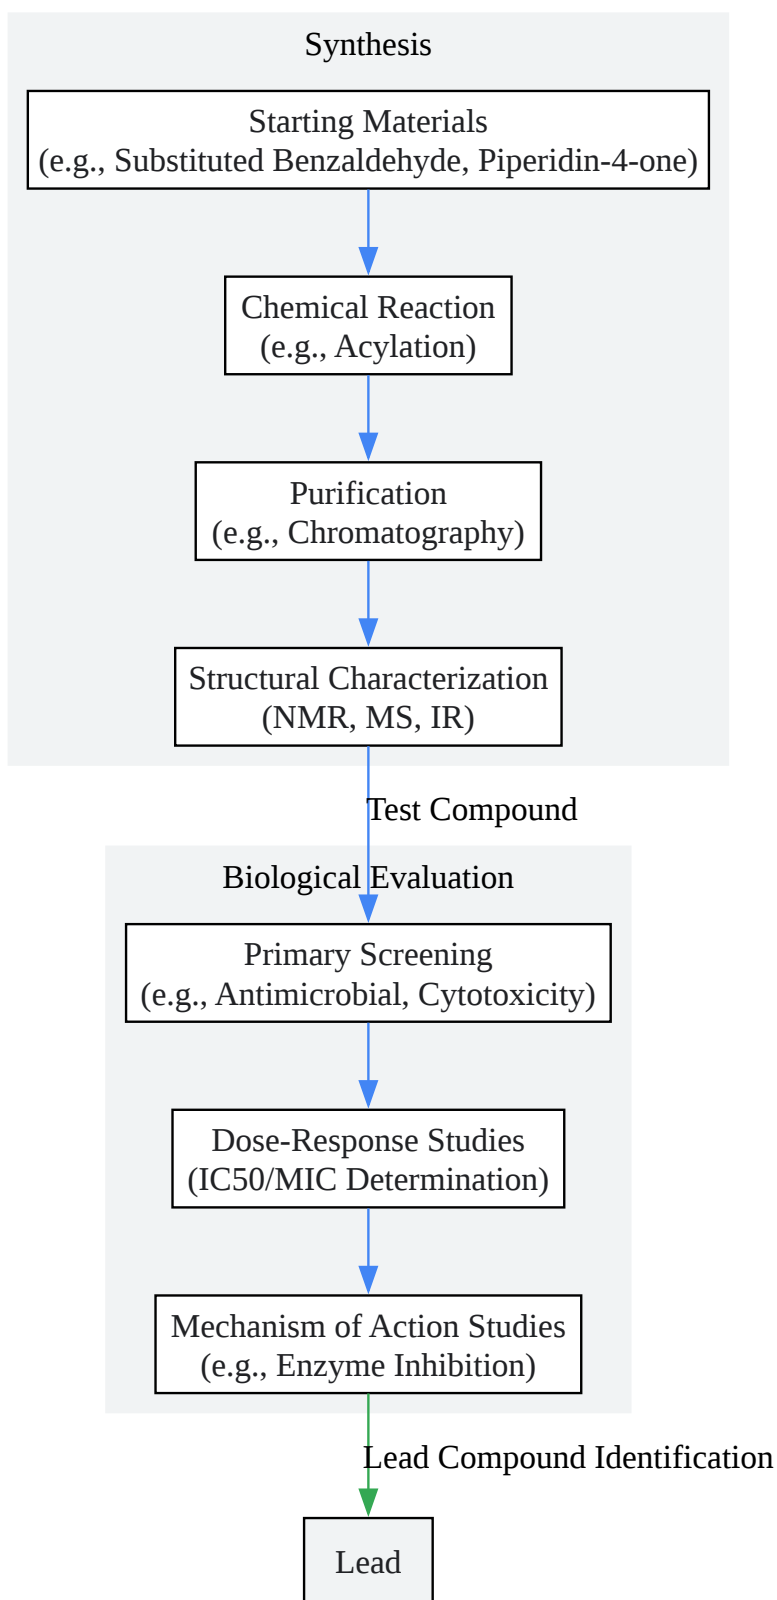 Synthesis
Starting Materials
(e.g., Substituted Benzaldehyde, Piperidin-4-one)
Chemical Reaction
(e.g., Acylation)
Purification
(e.g., Chromatography)
Structural Characterization
(NMR, MS, IR)
Test Compound
Biological Evaluation
Primary Screening
(e.g., Antimicrobial, Cytotoxicity)
Dose-Response Studies
(IC50/MIC Determination)
Mechanism of Action Studies
(e.g., Enzyme Inhibition)
Lead Compound Identification
Lead